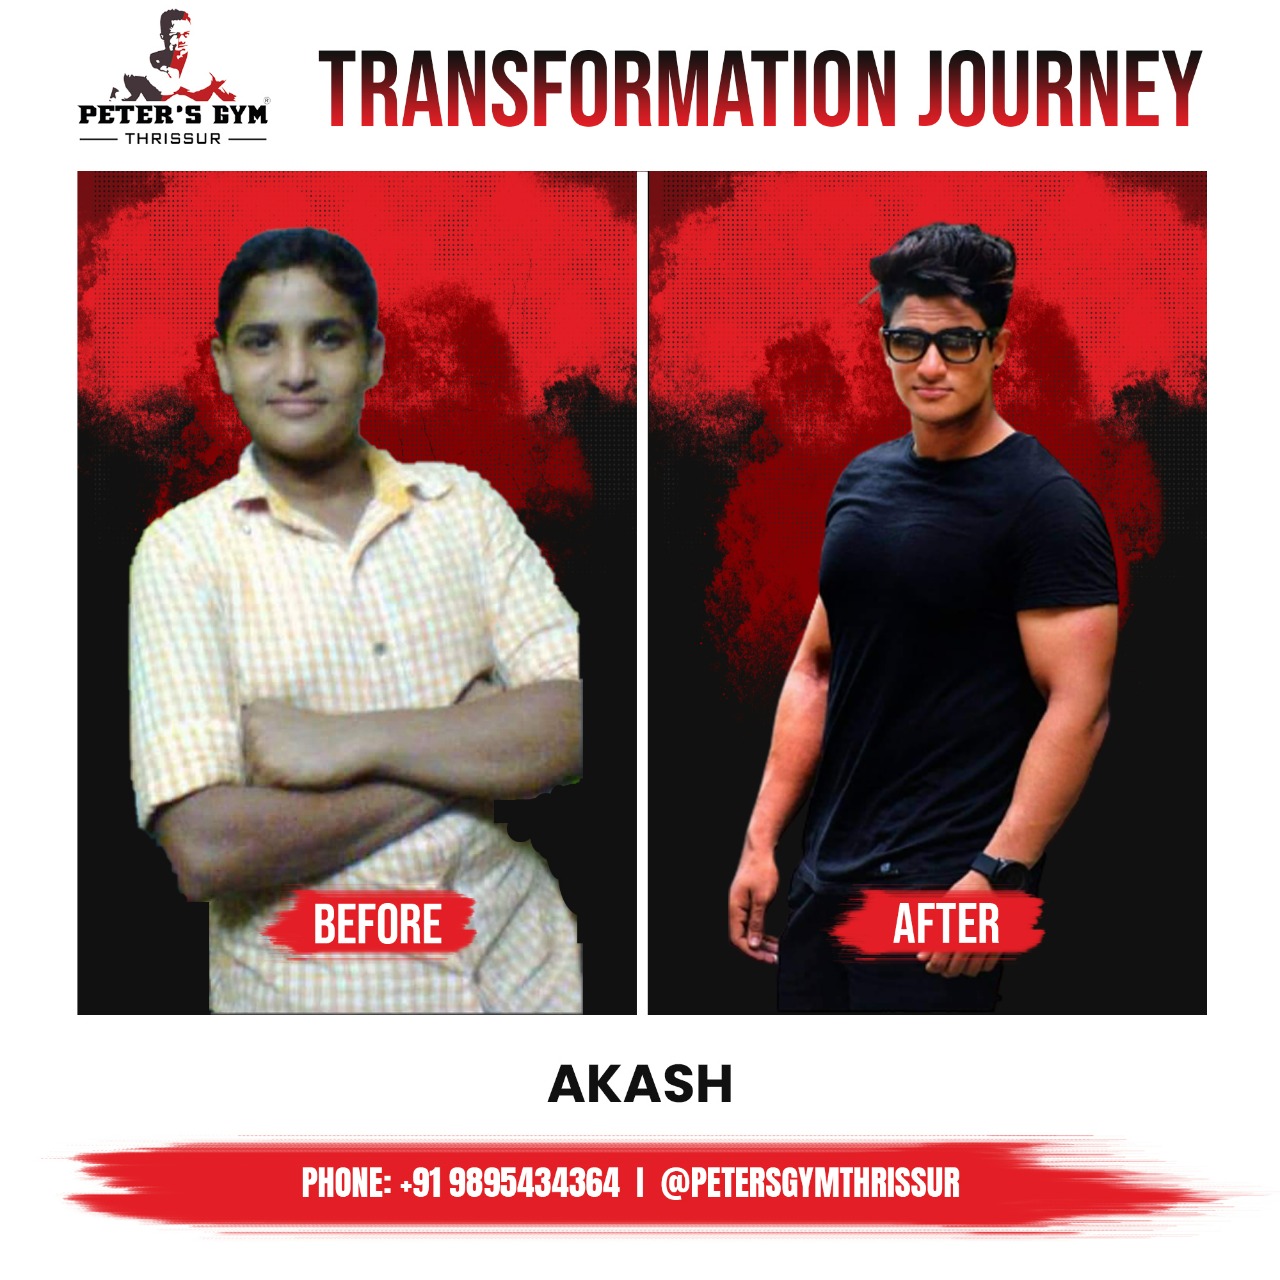 PETER'S GYM
THRISSUR
TRANSFORMATION JOURNEY
BEFORE
AFTER
AKASH
PHONE: +91 9895434364 | @PETERSGYMTHRISSUR